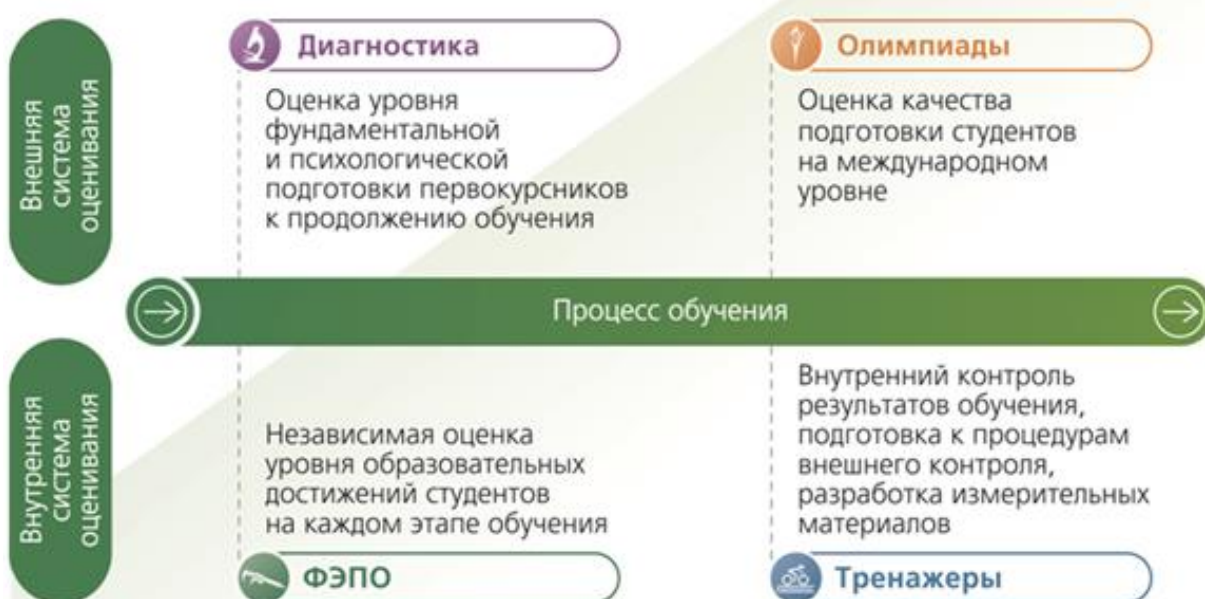 Внешняя
система
оценивания
Диагностика
Оценка уровня
фундаментальной
и психологической
подготовки первокурсников
к продолжению обучения
Олимпиады
Оценка качества
подготовки студентов
на международном
уровне
Процесс обучения
Внутренняя
система
оценивания
Независимая оценка
уровня образовательных
достижений студентов
на каждом этапе обучения
ФЭПО
Внутренний контроль
результатов обучения,
подготовка к процедурам
внешнего контроля,
разработка измерительных
материалов
Тренажеры